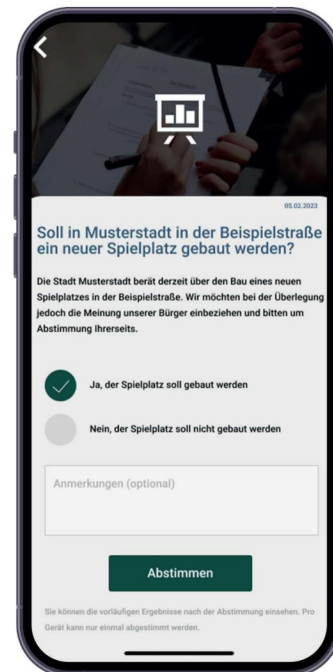 05.02.2023
Soll in Musterstadt in der Beispielstraße
ein neuer Spielplatz gebaut werden?
Die Stadt Musterstadt berät derzeit über den Bau eines neuen
Spielplatzes in der Beispielstraße. Wir möchten bei der Überlegung
jedoch die Meinung unserer Bürger einbeziehen und bitten um
Abstimmung Ihrerseits.
Ja, der Spielplatz soll gebaut werden
Nein, der Spielplatz soll nicht gebaut werden
Anmerkungen (optional)
Abstimmen
Sie können die vorläufigen Ergebnisse nach der Abstimmung einsehen. Pro
Gerät kann nur einmal abgestimmt werden.